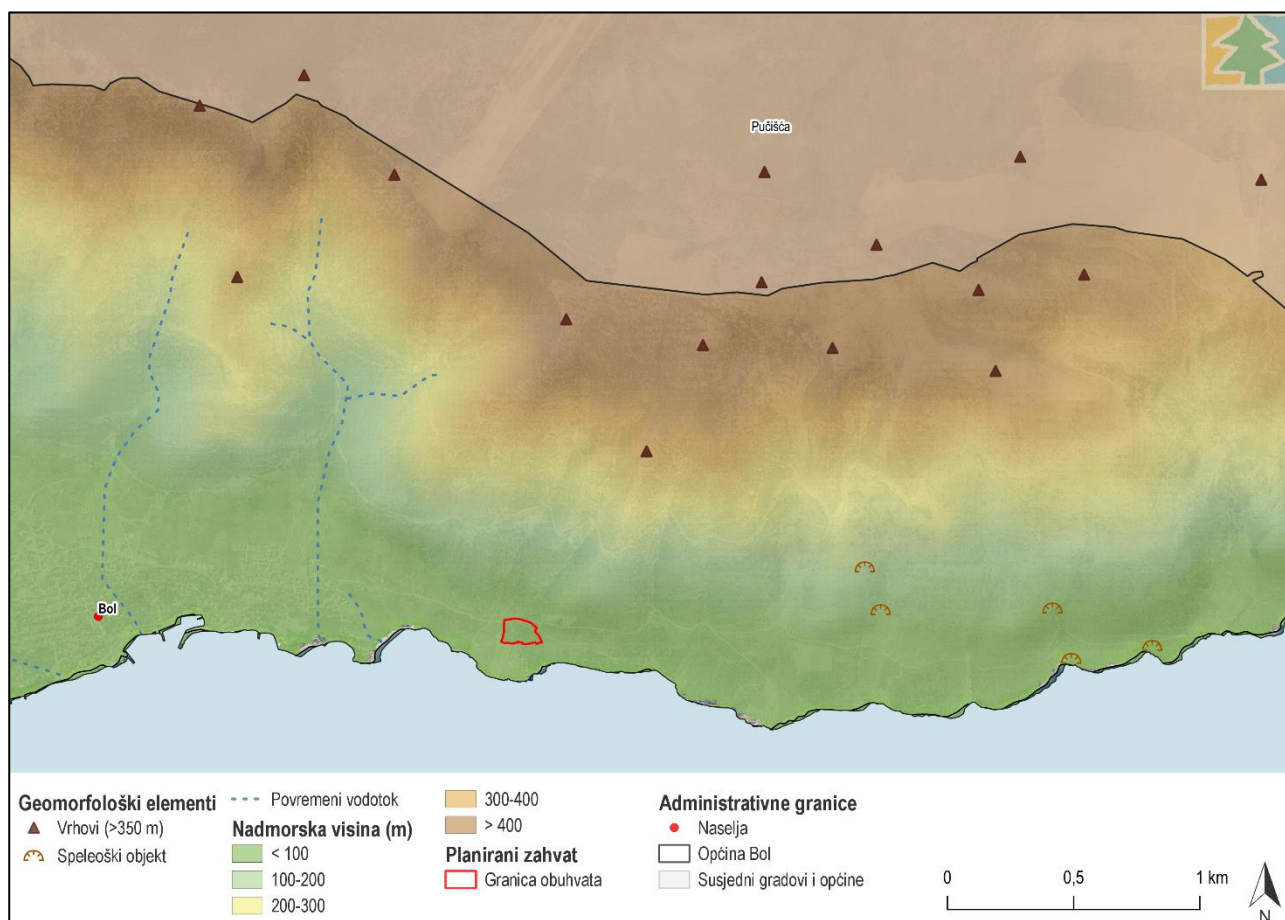 Pučišća
Bol
Geomorfološki elementi
Vrhovi (>350 m)
Speleoški objekt
Povremeni vodotok
Nadmorska visina (m)
< 100
100-200
200-300
300-400
> 400
Planirani zahvat
Granica obuhvata
Administrativne granice
Naselja
Općina Bol
Susjedni gradovi i općine
0 0,5 1 km
N